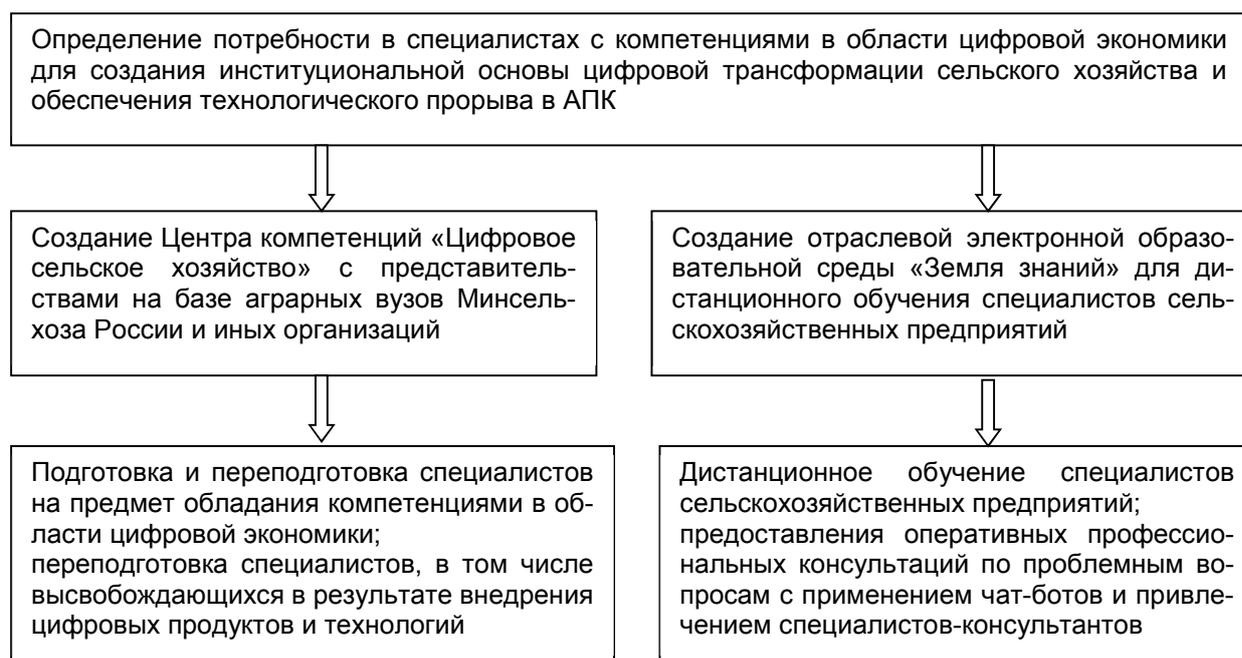 Определение потребности в специалистах с компетенциями в области цифровой экономики
для создания институциональной основы цифровой трансформации сельского хозяйства и
обеспечения технологического прорыва в АПК
Создание Центра компетенций «Цифровое
сельское хозяйство» с представитель-
ствами на базе аграрных вузов Минсель-
хоза России и иных организаций
Создание отраслевой электронной образо-
вательной среды «Земля знаний» для ди-
станционного обучения специалистов сель-
скохозяйственных предприятий
Подготовка и переподготовка специалистов
на предмет обладания компетенциями в об-
ласти цифровой экономики;
переподготовка специалистов, в том числе
высвобождающихся в результате внедрения
цифровых продуктов и технологий
Дистанционное обучение специалистов
сельскохозяйственных предприятий;
предоставления оперативных профессио-
нальных консультаций по проблемным во-
просам с применением чат-ботов и привле-
чением специалистов-консультантов